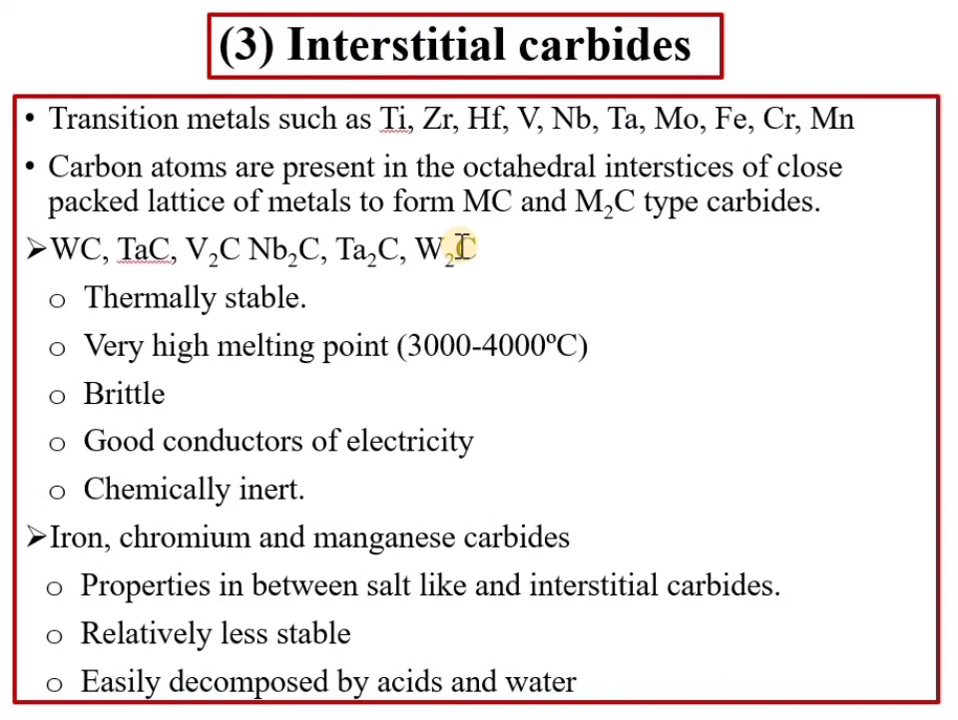 (3) Interstitial carbides
• Transition metals such as Ti, Zr, Hf, V, Nb, Ta, Mo, Fe, Cr, Mn
• Carbon atoms are present in the octahedral interstices of close
packed lattice of metals to form MC and M₂C type carbides.
➢WC, TaC, V₂C Nb₂C, Ta₂C, W₂C
o Thermally stable.
o Very high melting point (3000-4000ºC)
o Brittle
o Good conductors of electricity
o Chemically inert.
➢Iron, chromium and manganese carbides
o Properties in between salt like and interstitial carbides.
o Relatively less stable
o Easily decomposed by acids and water